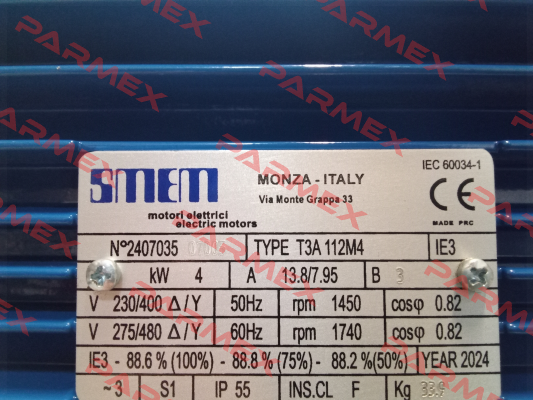 PARMEX PARMEX PARMEX
SMEM
motori elettrici
electric motors
MONZA - ITALY
Via Monte Grappa 33
IEC 60034-1
CE
MADE PRC
N°2407035 TYPE T3A 112M4 IE3
kW 4 A 13.8/7.95 B 3
V 230/400 Δ/Y 50Hz rpm 1450 cosφ 0.82
V 275/480 Δ/Y 60Hz rpm 1740 cosφ 0.82
IE3 - 88.6 % (100%) - 88.8 % (75%) - 88.2 % (50%) YEAR 2024
~ 3 S1 IP 55 INS.CL F Kg 33.9